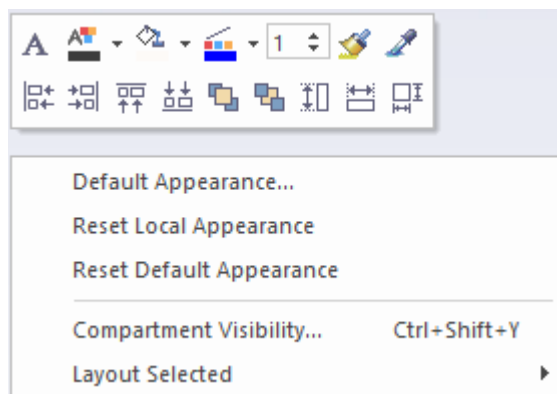 A A 1
Default Appearance...
Reset Local Appearance
Reset Default Appearance
Compartment Visibility... Ctrl+Shift+Y
Layout Selected